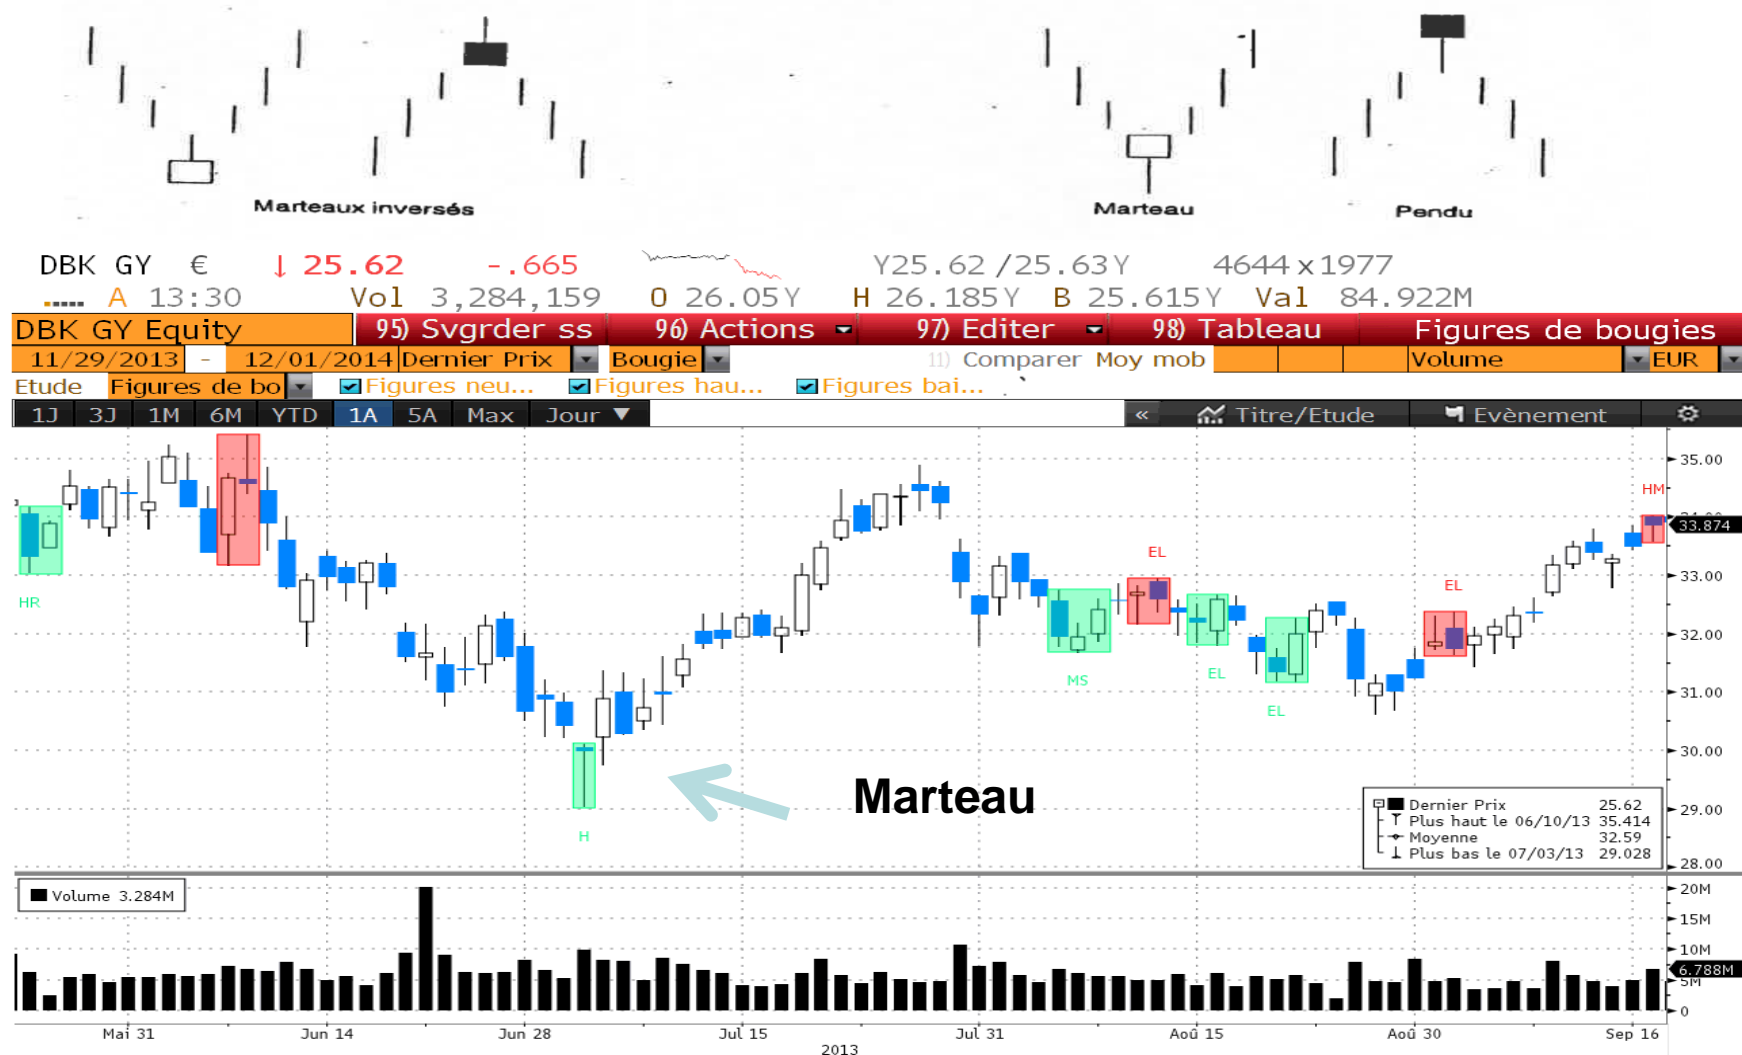 Marteaux inversés
Marteau
Pendu
DBK GY € ↓ 25.62 -.665 Y25.62 /25.63Y 4644x1977
A 13:30 Vol 3,284,159 O 26.05Y H 26.185Y B 25.615Y Val 84.922M
DBK GY Equity 95) Svgrder ss 96) Actions 97) Editer 98) Tableau Figures de bougies
11/29/2013 - 12/01/2014 Dernier Prix Bougie 11) Comparer Moy mob Volume EUR
Etude Figures de bo Figures neu... Figures hau... Figures bai...
1J 3J 1M 6M YTD 1A 5A Max Jour ▼ « Titre/Etude Evènement
35.00
HM
34.00
33.874
EL
33.00
EL
HR
32.00
MS
EL
31.00
EL
30.00
Marteau
29.00
H
28.00
Dernier Prix 25.62
Plus haut le 06/10/13 35.414
Moyenne 32.59
Plus bas le 07/03/13 29.028
Volume 3.284M
20M
15M
10M
6.788M
5M
0
Mai 31 Jun 14 Jun 28 Jul 15 Jul 31 Aoû 15 Aoû 30 Sep 16
2013